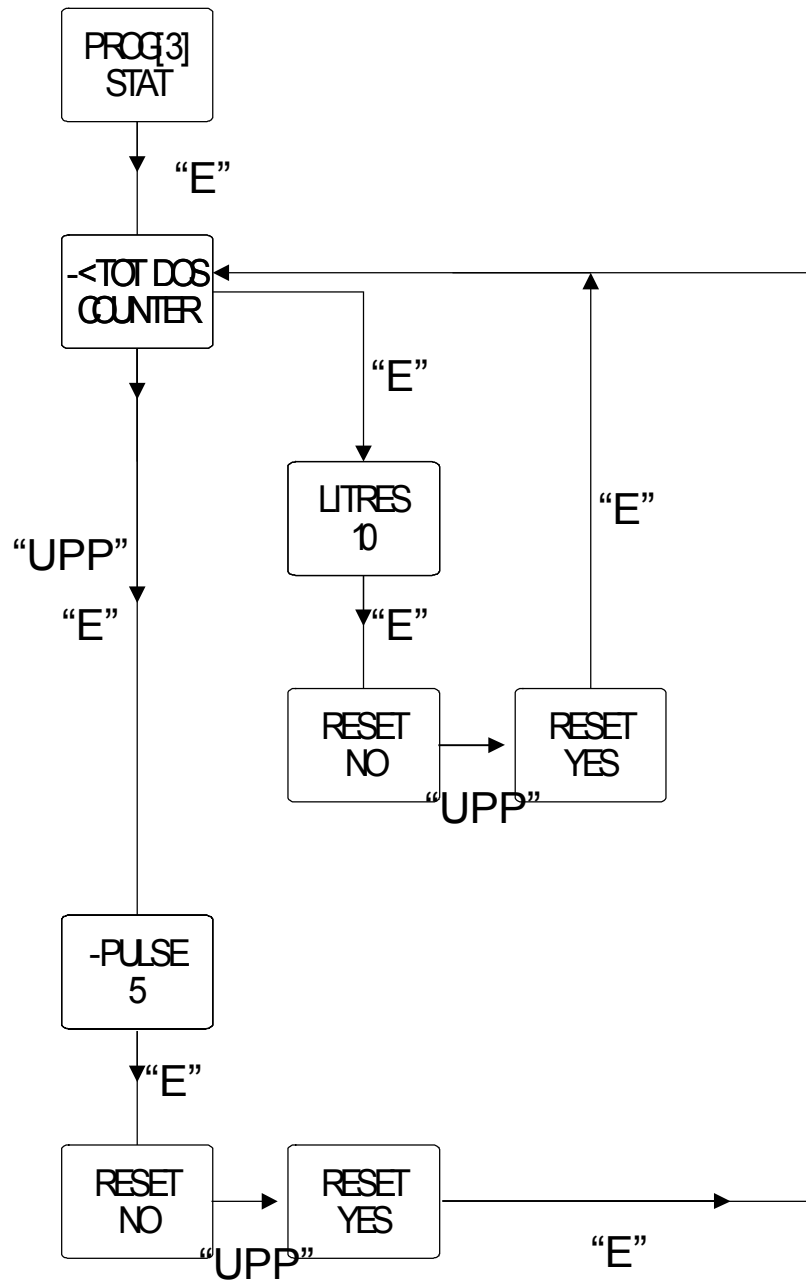 PROG[3]
STAT
“E”
-<TOT DOS
COUNTER
“E”
LITRES
10
“E”
“UPP”
“E”
“E”
RESET
NO
RESET
YES
“UPP”
-PULSE
5
“E”
RESET
NO
RESET
YES
“UPP”
“E”